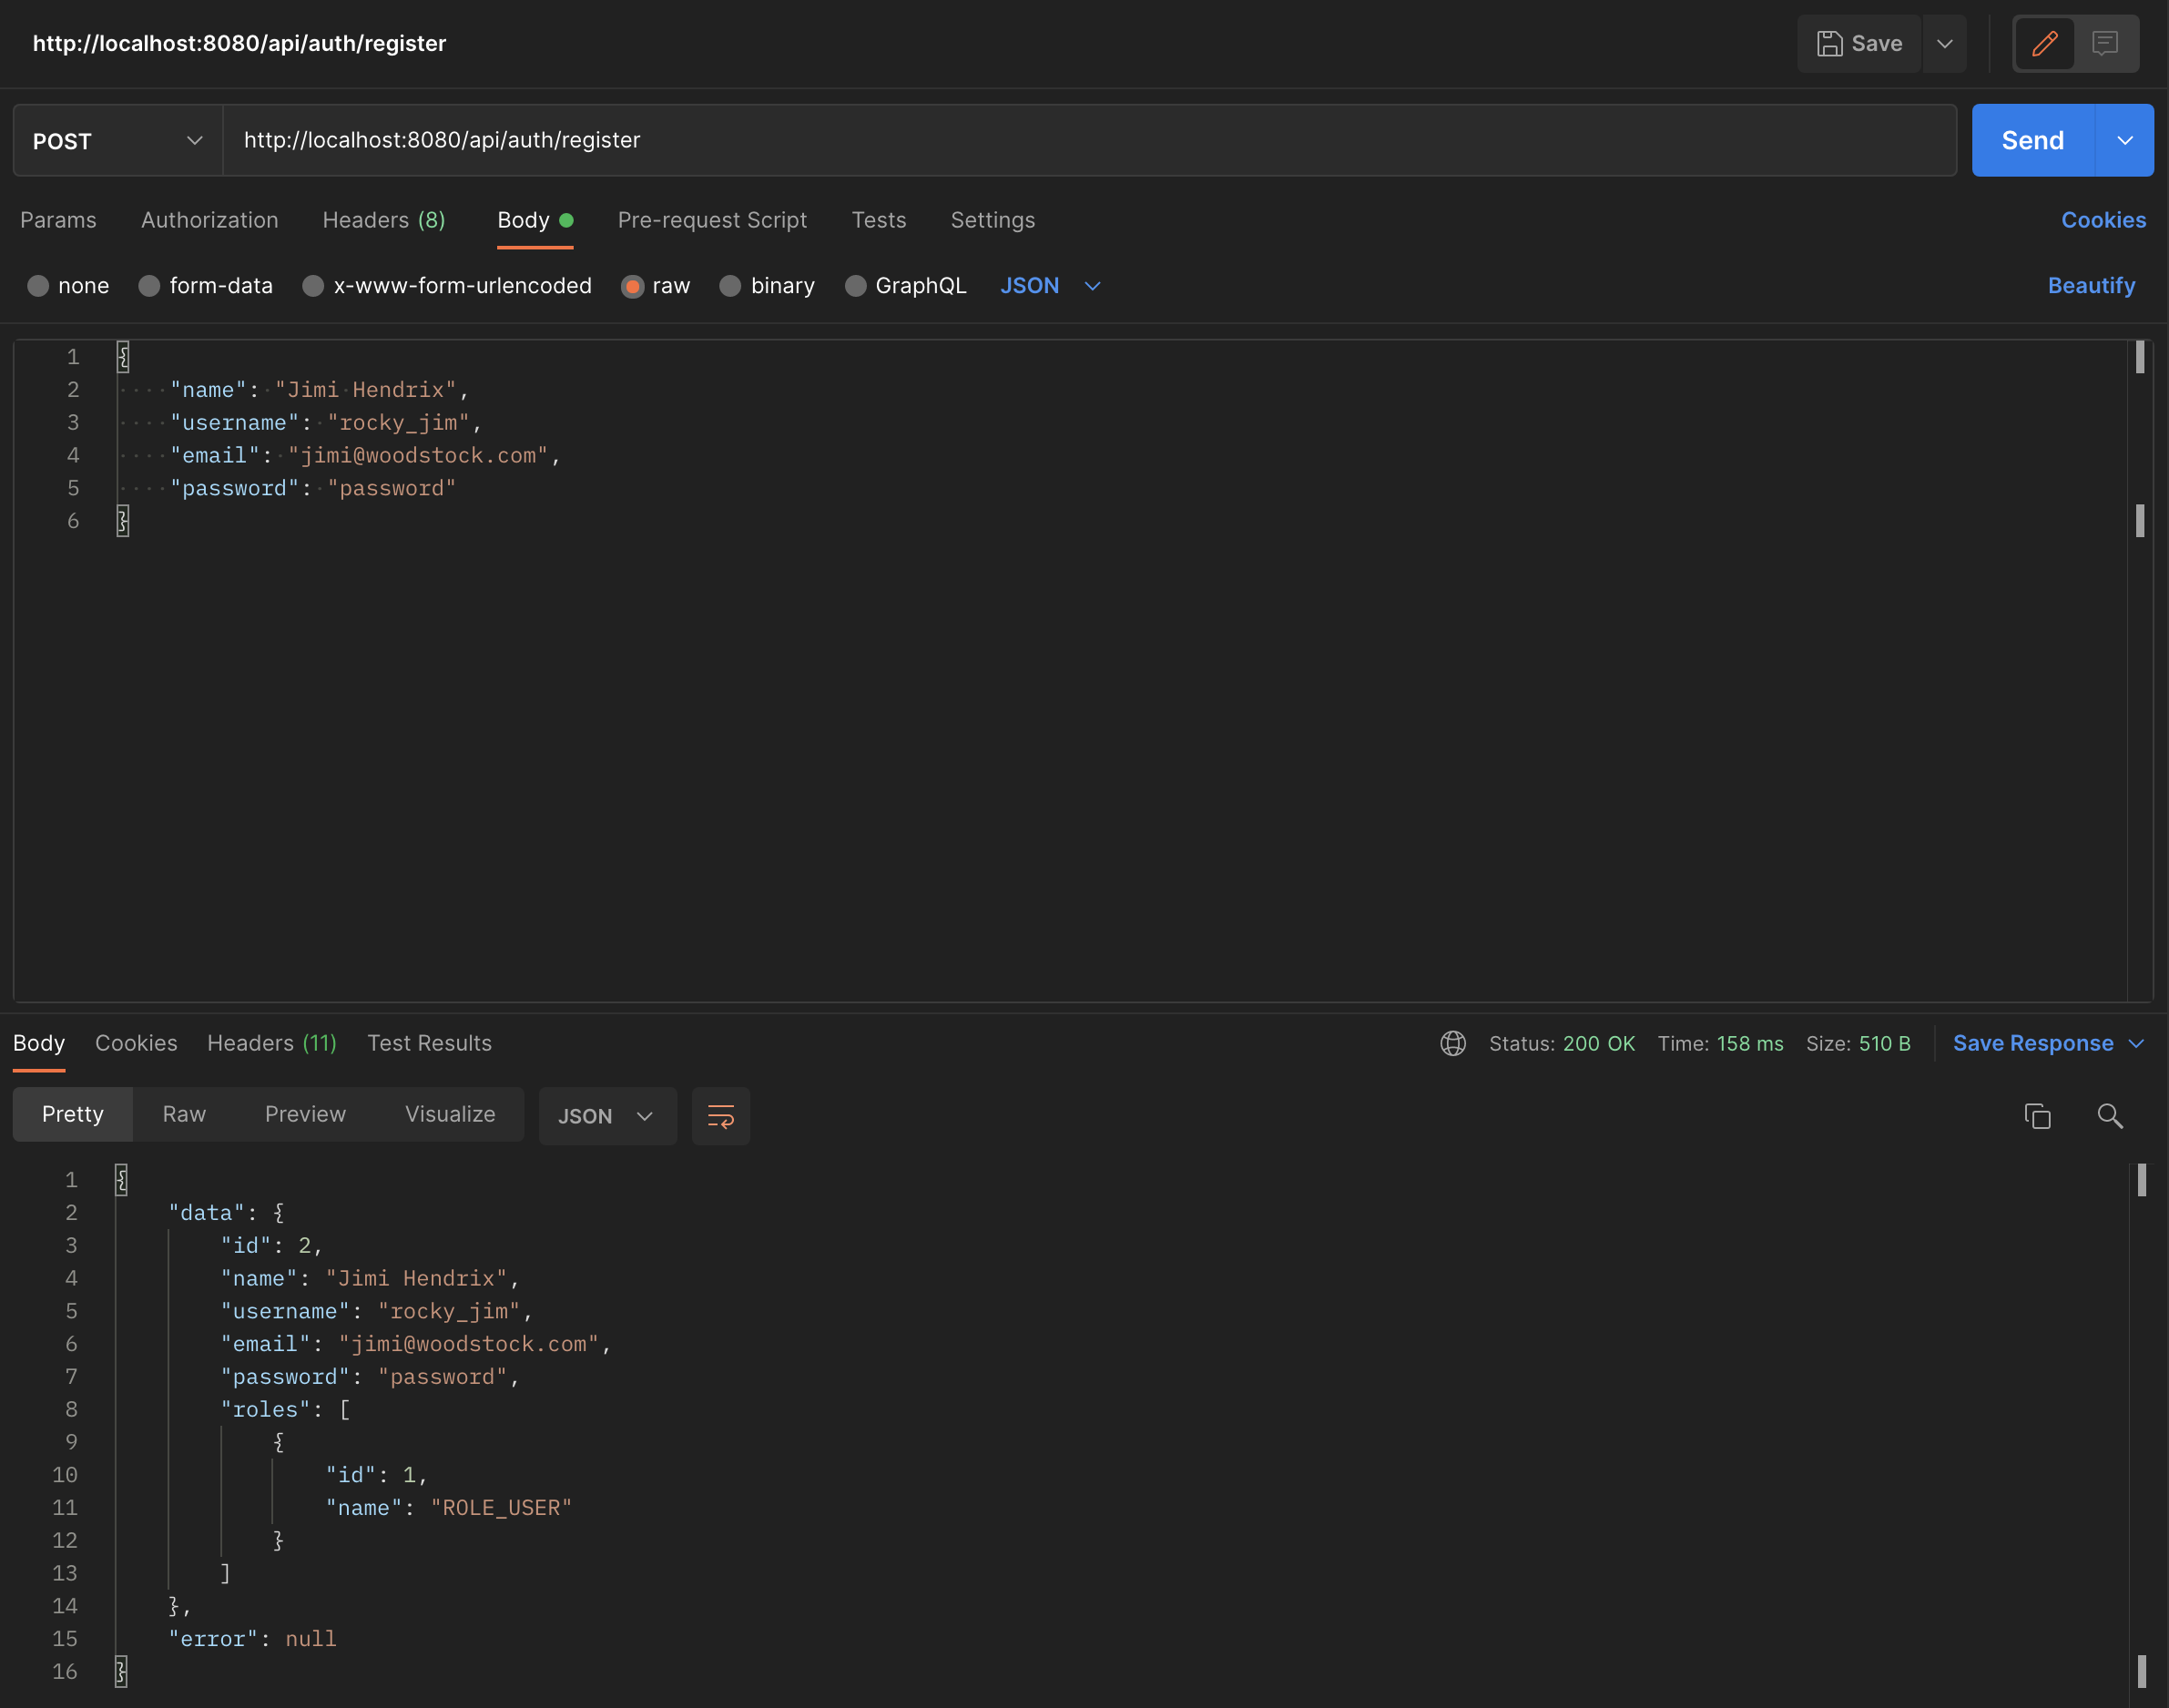 http://localhost:8080/api/auth/register
Save
POST
http://localhost:8080/api/auth/register
Send
Params Authorization Headers (8) Body Pre-request Script Tests Settings Cookies
none form-data x-www-form-urlencoded raw binary GraphQL JSON Beautify
1 {
2 "name": "Jimi Hendrix",
3 "username": "rocky_jim",
4 "email": "jimi@woodstock.com",
5 "password": "password"
6 }
Body Cookies Headers (11) Test Results Status: 200 OK Time: 158 ms Size: 510 B Save Response
Pretty Raw Preview Visualize JSON
1 {
2 "data": {
3 "id": 2,
4 "name": "Jimi Hendrix",
5 "username": "rocky_jim",
6 "email": "jimi@woodstock.com",
7 "password": "password",
8 "roles": [
9 {
10 "id": 1,
11 "name": "ROLE_USER"
12 }
13 ]
14 },
15 "error": null
16 }